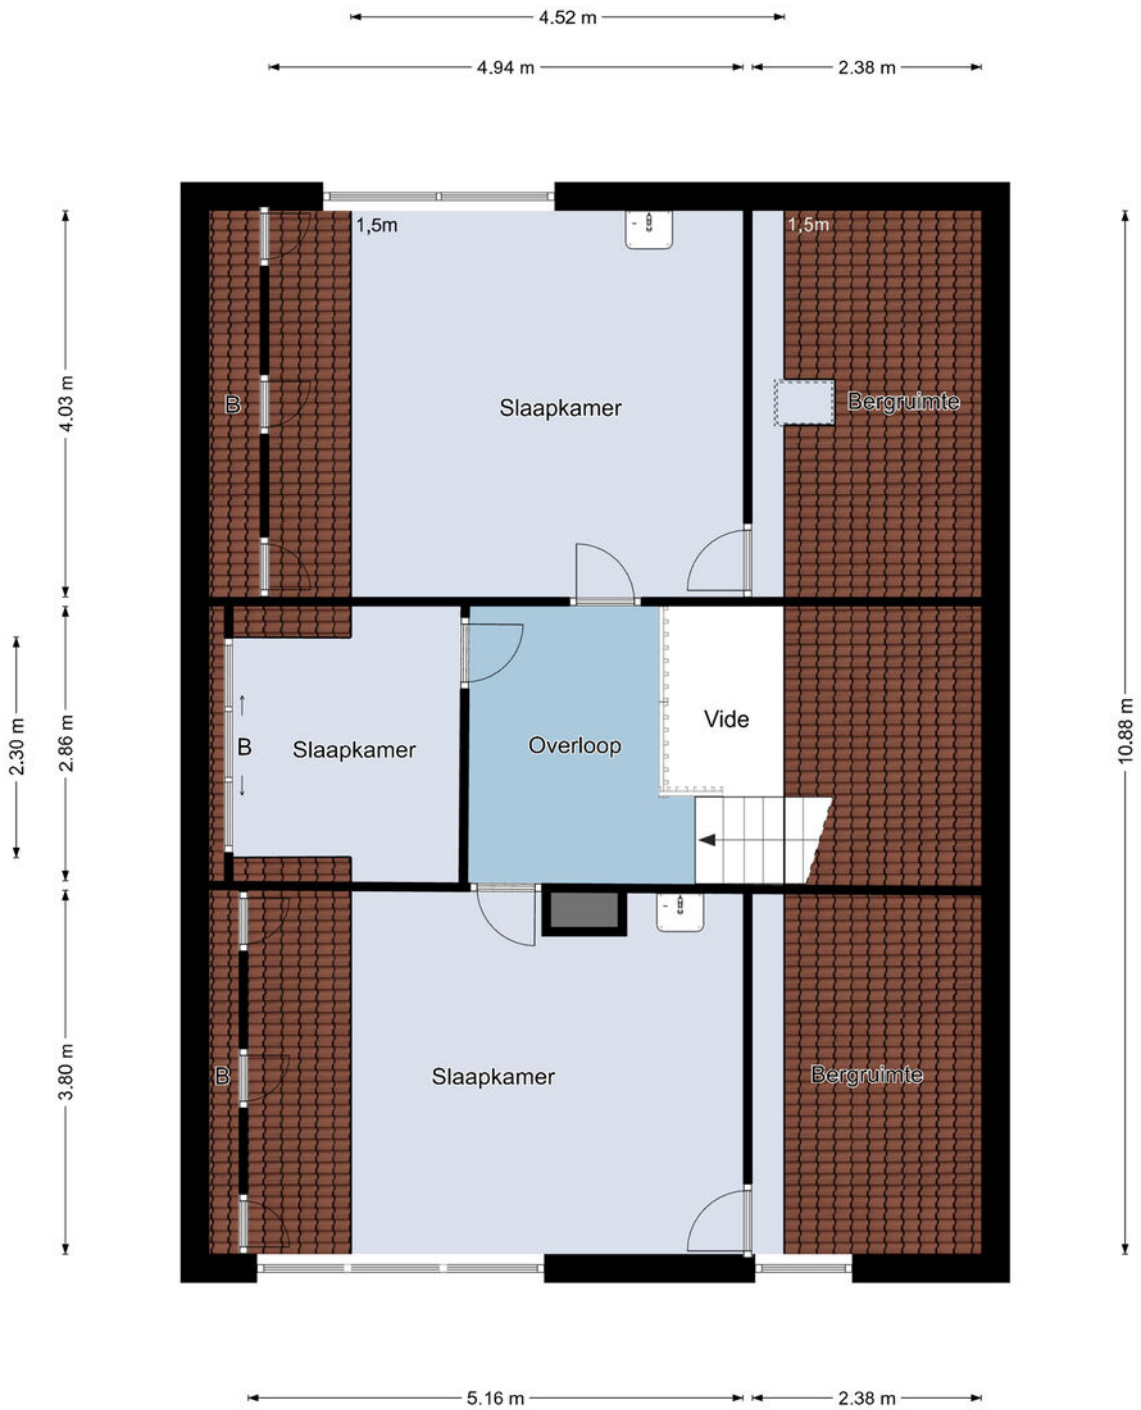 4.52 m
4.94 m
2.38 m
1,5m
1,5m
4.03 m
B
Slaapkamer
Bergruimte
2.30 m
2.86 m
B
Slaapkamer
Overloop
Vide
10.88 m
3.80 m
B
Slaapkamer
Bergruimte
5.16 m
2.38 m